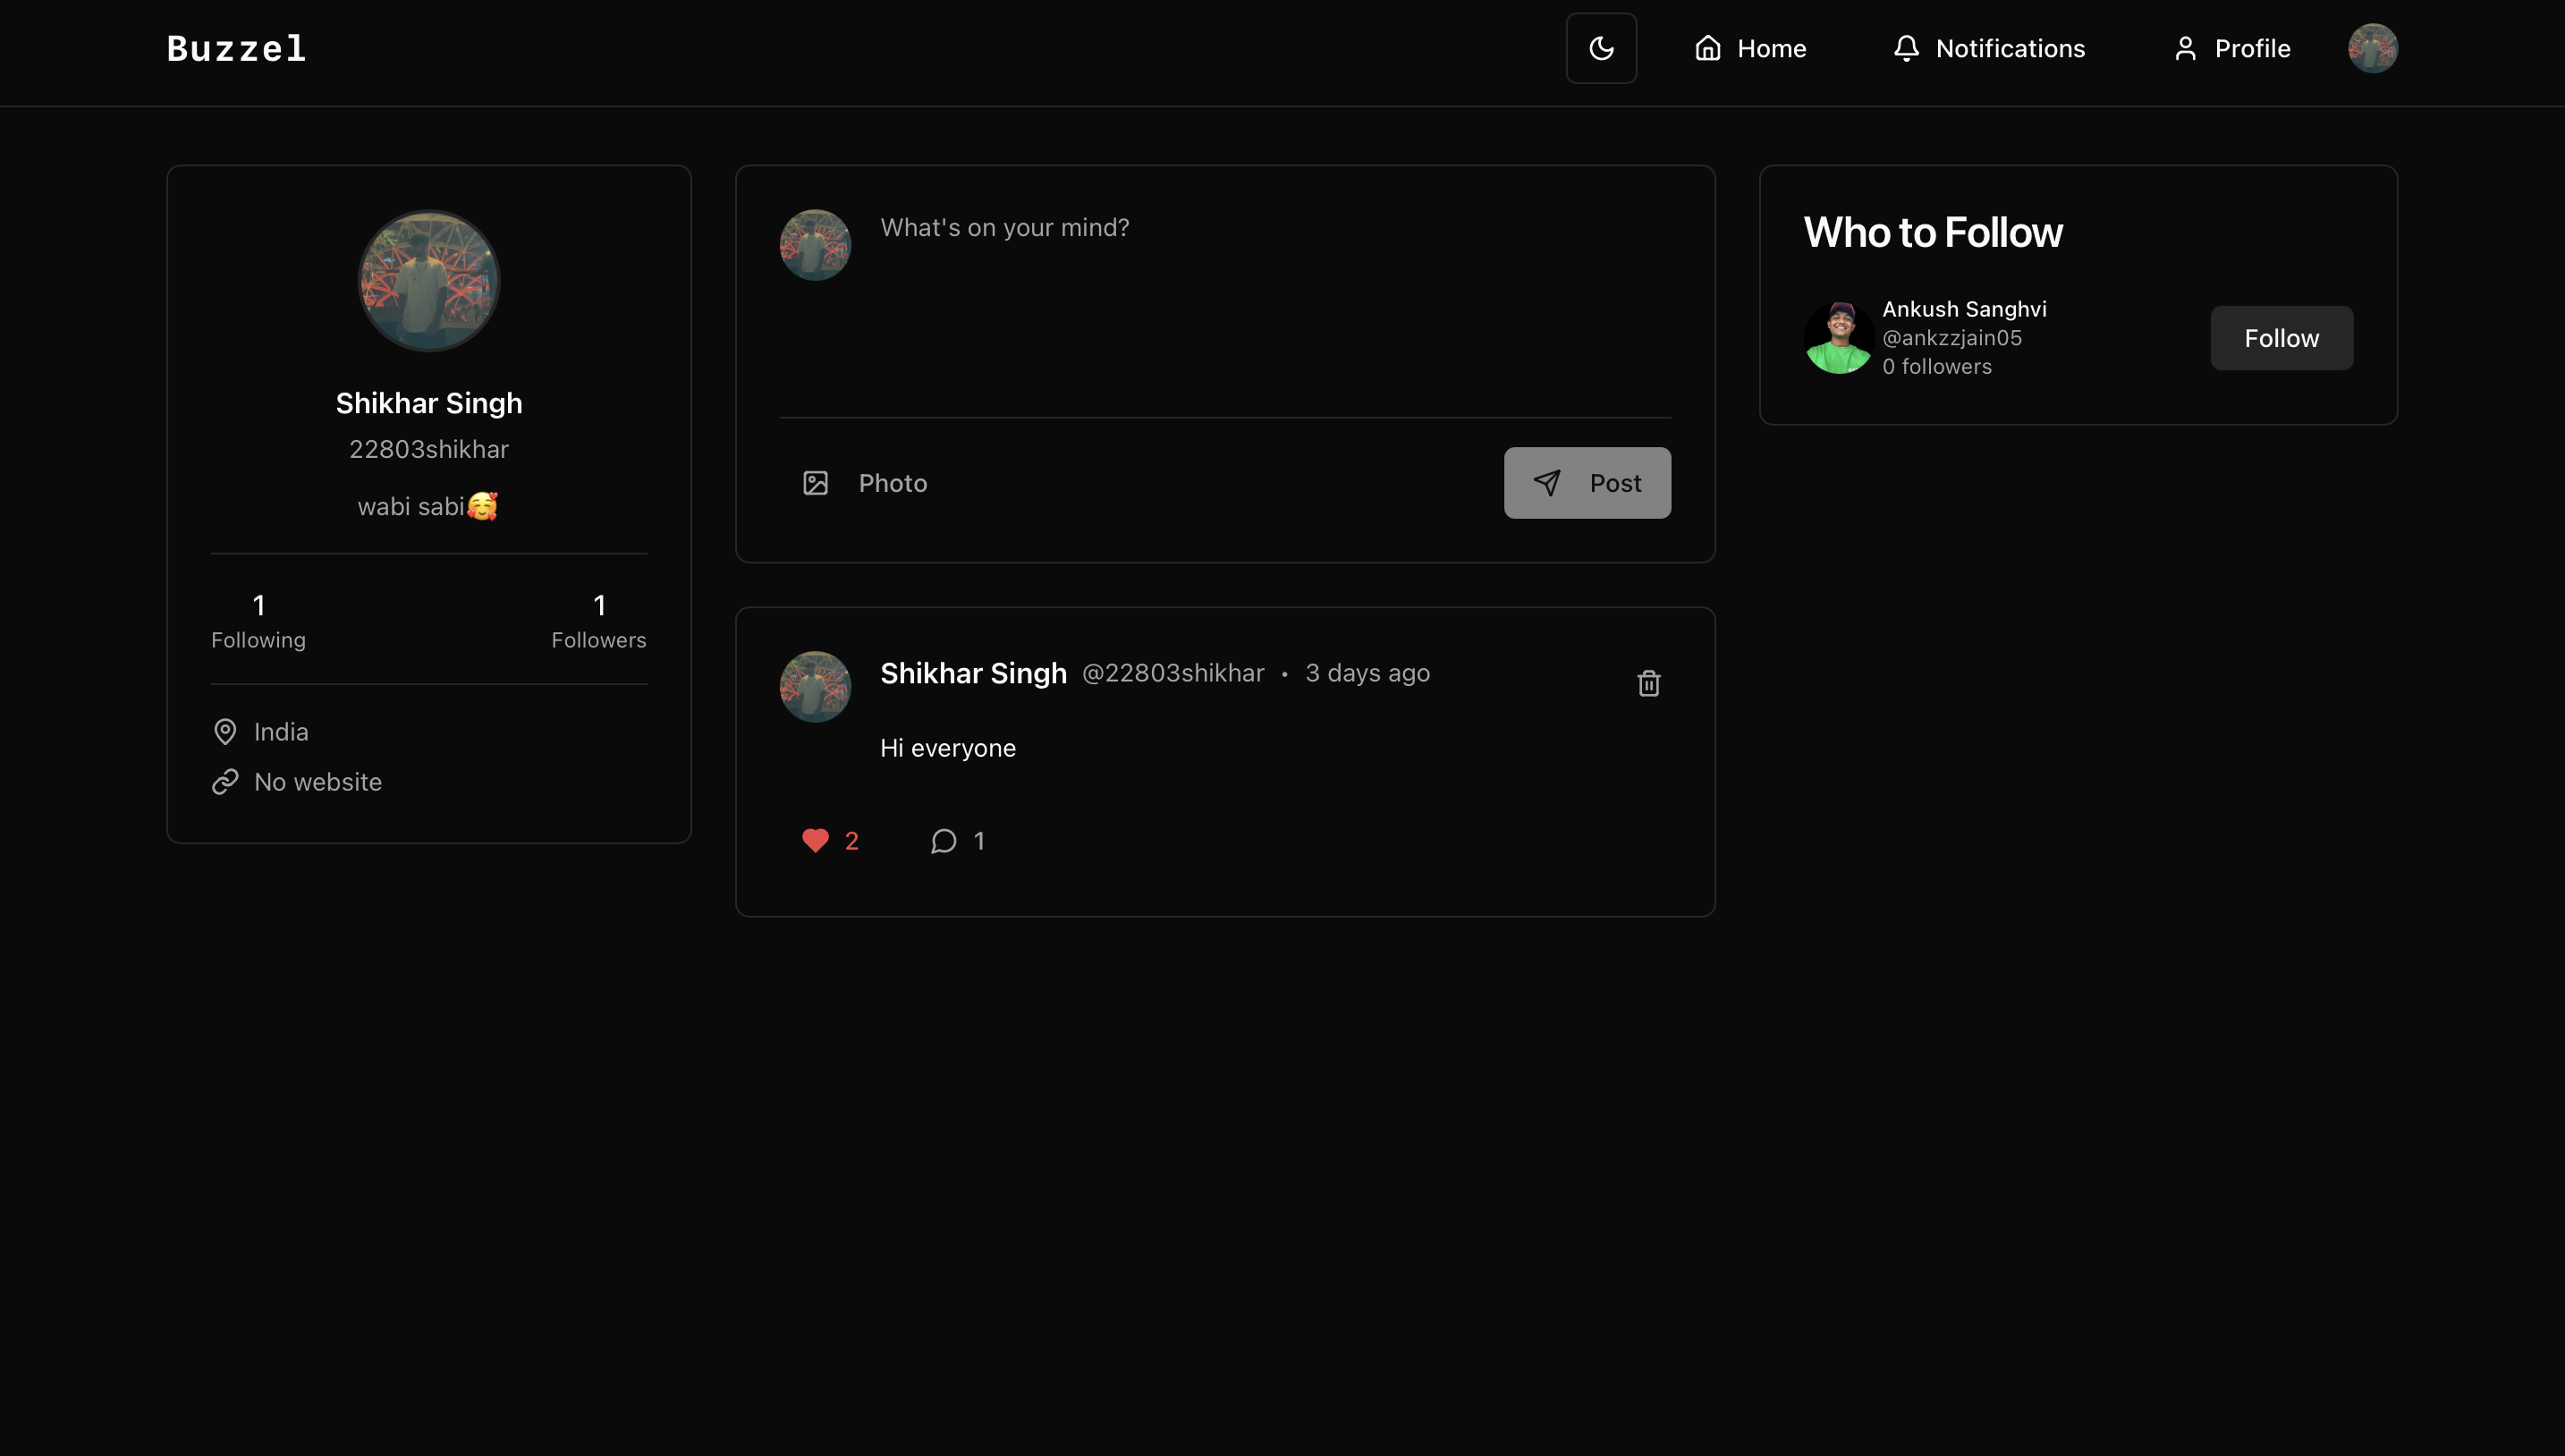 Buzzel
Home
Notifications
Profile
Shikhar Singh
22803shikhar
wabi sabi🥰
1
Following
1
Followers
India
No website
What's on your mind?
Photo
Post
Shikhar Singh @22803shikhar • 3 days ago
Hi everyone
2
1
Who to Follow
Ankush Sanghvi
@ankzzjain05
0 followers
Follow